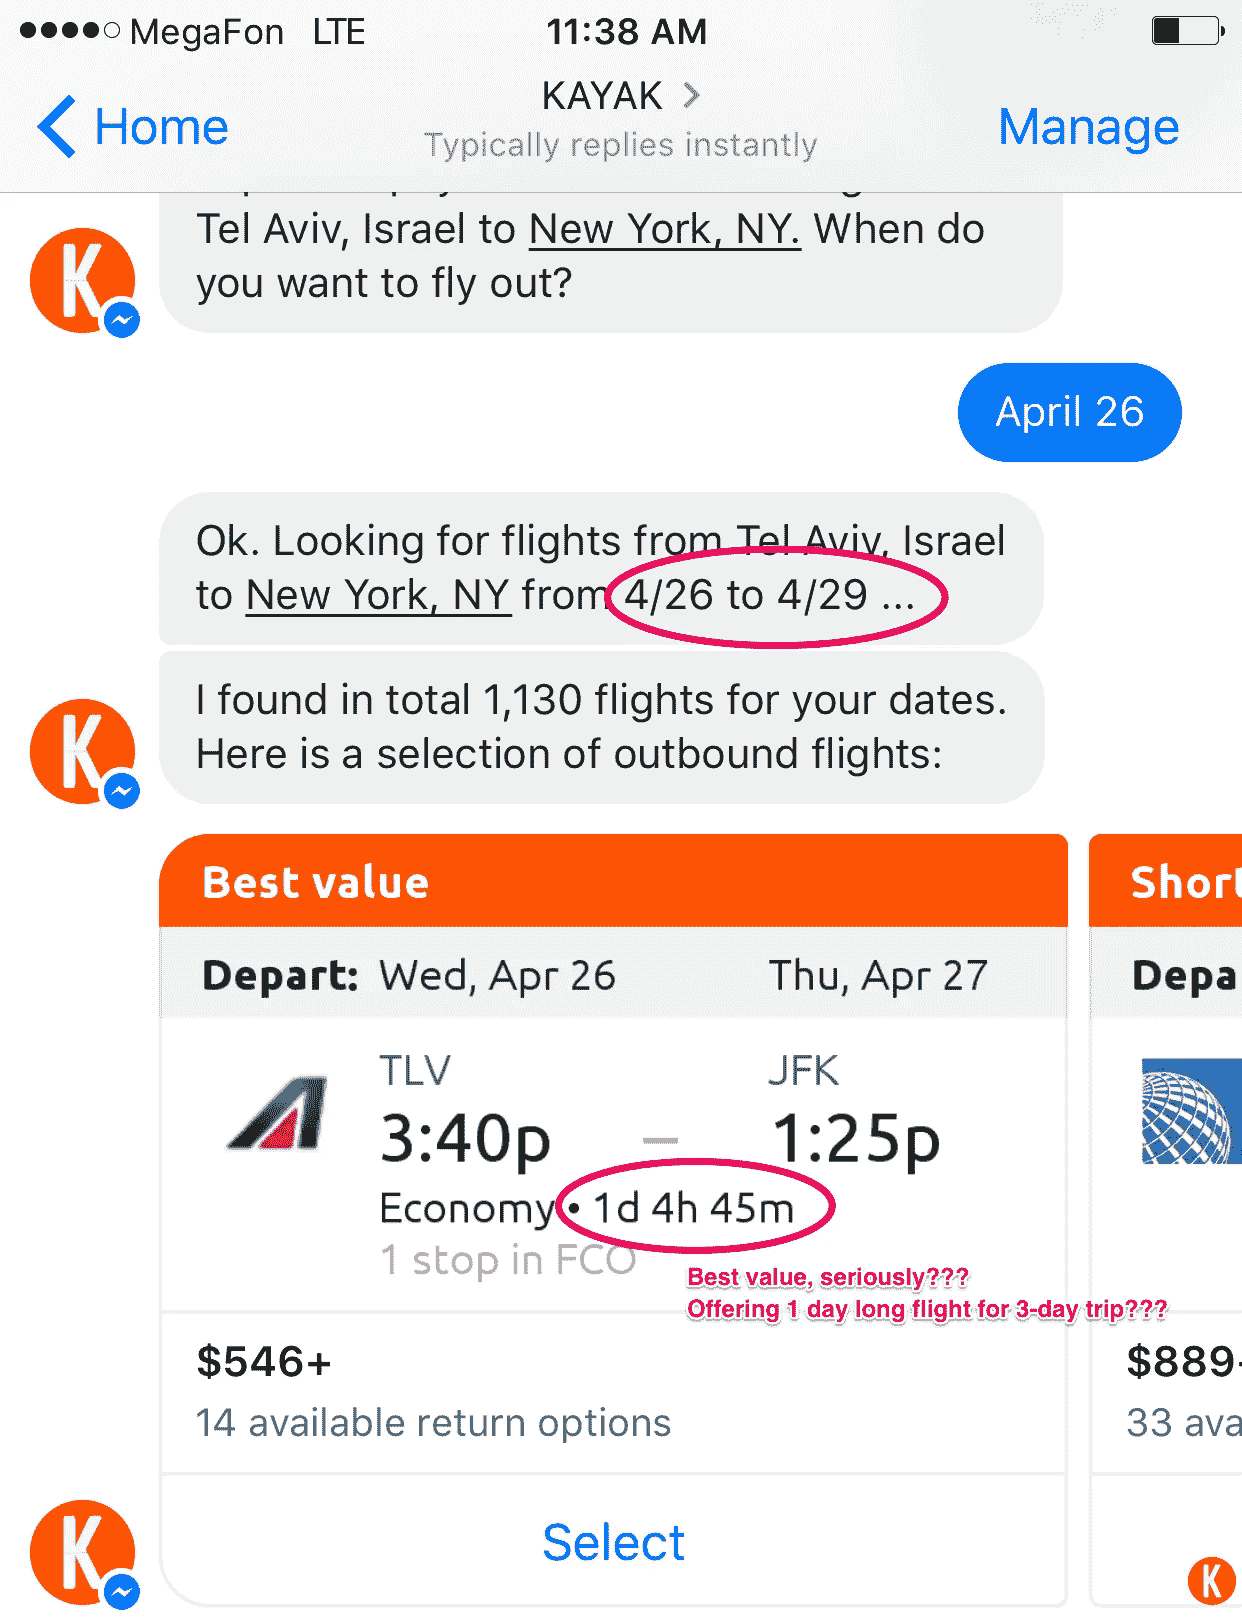 MegaFon LTE 11:38 AM
KAYAK
Home
Typically replies instantly
Manage
Tel Aviv, Israel to New York, NY. When do
you want to fly out?
April 26
Ok. Looking for flights from Tel Aviv, Israel
to New York, NY from 4/26 to 4/29 ...
I found in total 1,130 flights for your dates.
Here is a selection of outbound flights:
Best value
Depart: Wed, Apr 26 Thu, Apr 27
TLV JFK
3:40p – 1:25p
Economy • 1d 4h 45m
1 stop in FCO
Best value, seriously???
Offering 1 day long flight for 3-day trip???
$546+
14 available return options
Select
Short
Depa
$889
33 ava